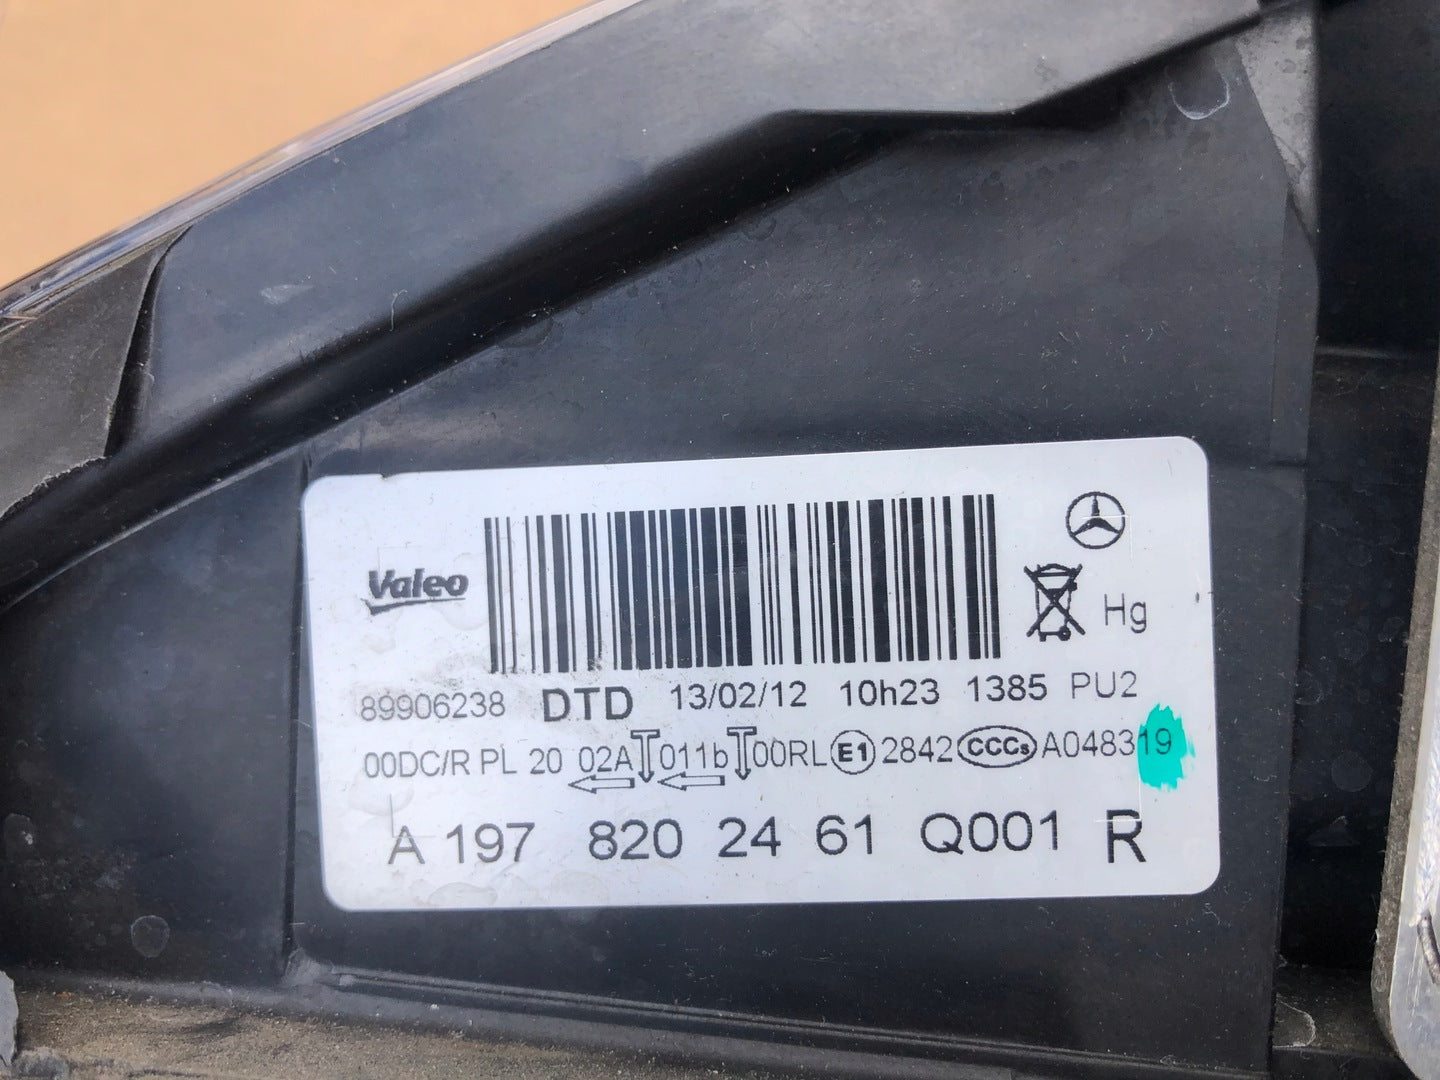 Valeo
Hg
89906238 DTD 13/02/12 10h23 1385 PU2
00DC/R PL 20 02A 011b 00RL E1 2842 CCCs A048319
A 197 820 24 61 Q001 R